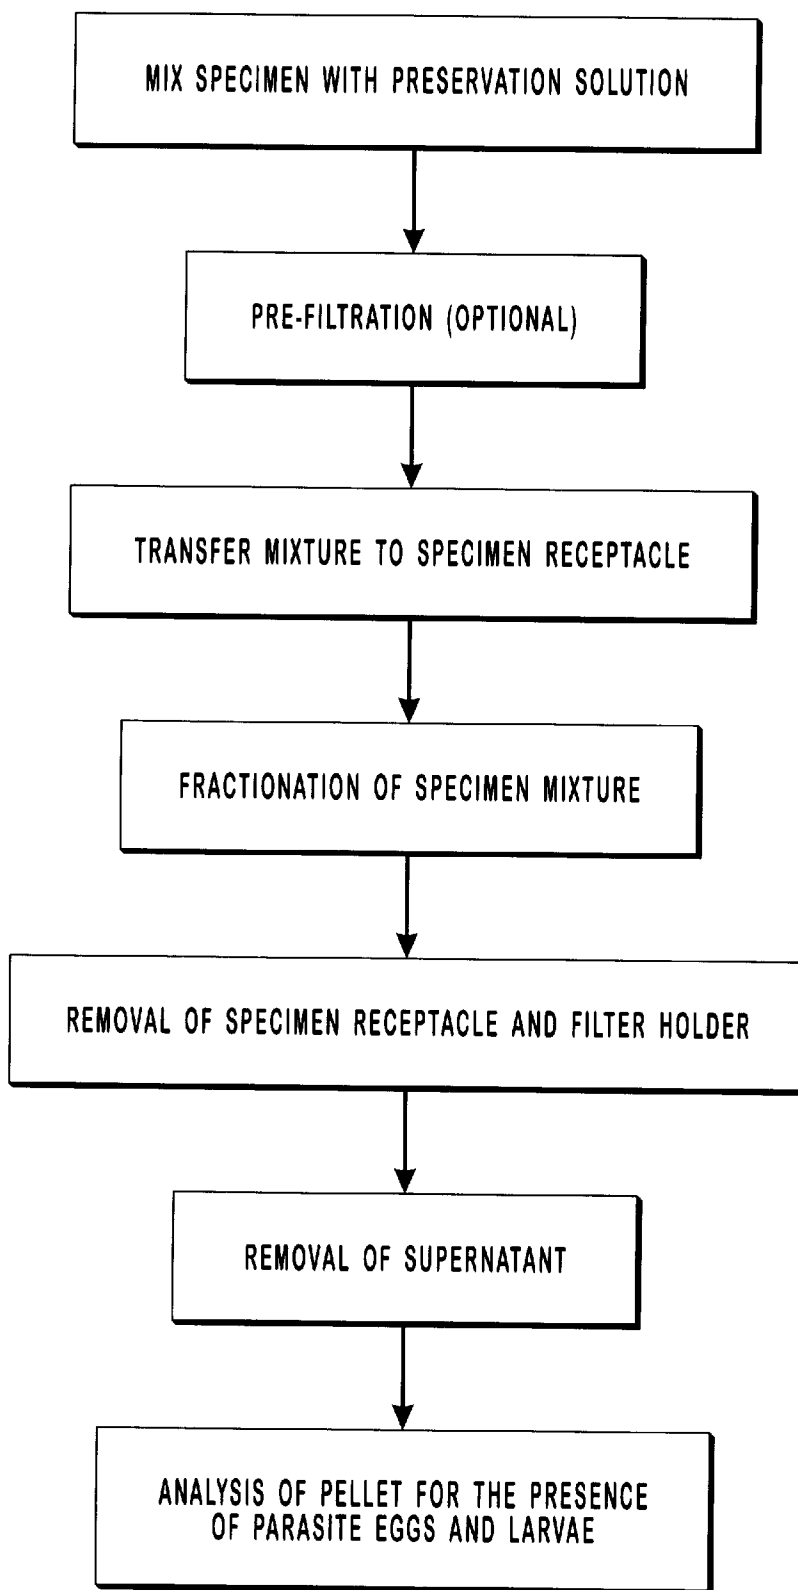 MIX SPECIMEN WITH PRESERVATION SOLUTION
PRE-FILTRATION (OPTIONAL)
TRANSFER MIXTURE TO SPECIMEN RECEPTACLE
FRACTIONATION OF SPECIMEN MIXTURE
REMOVAL OF SPECIMEN RECEPTACLE AND FILTER HOLDER
REMOVAL OF SUPERNATANT
ANALYSIS OF PELLET FOR THE PRESENCE
OF PARASITE EGGS AND LARVAE